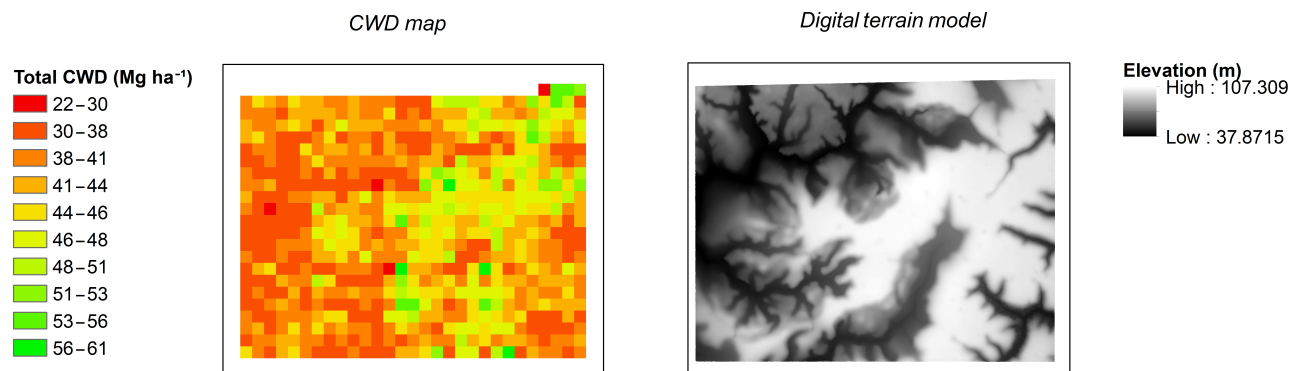 CWD map
Total CWD (Mg ha⁻¹)
22–30
30–38
38–41
41–44
44–46
46–48
48–51
51–53
53–56
56–61
Digital terrain model
Elevation (m)
High : 107.309
Low : 37.8715